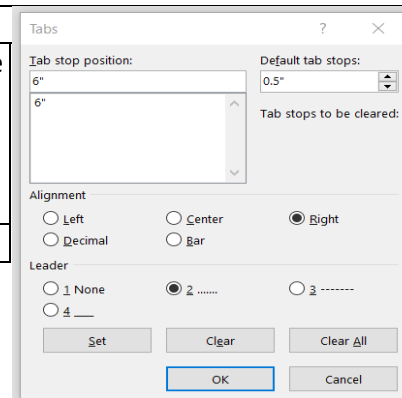 Tabs ? ×
e
Tab stop position: Default tab stops:
6" 0.5"
6"
Tab stops to be cleared:
Alignment
Left Center Right
Decimal Bar
Leader
1 None 2 ....... 3 -------
4 ___
Set Clear Clear All
OK Cancel